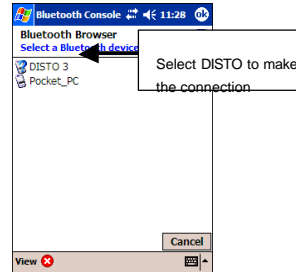 Bluetooth Console 11:28 ok
Bluetooth Browser
Select a Bluetooth device
DISTO 3
Pocket_PC
Select DISTO to make
the connection
Cancel
View